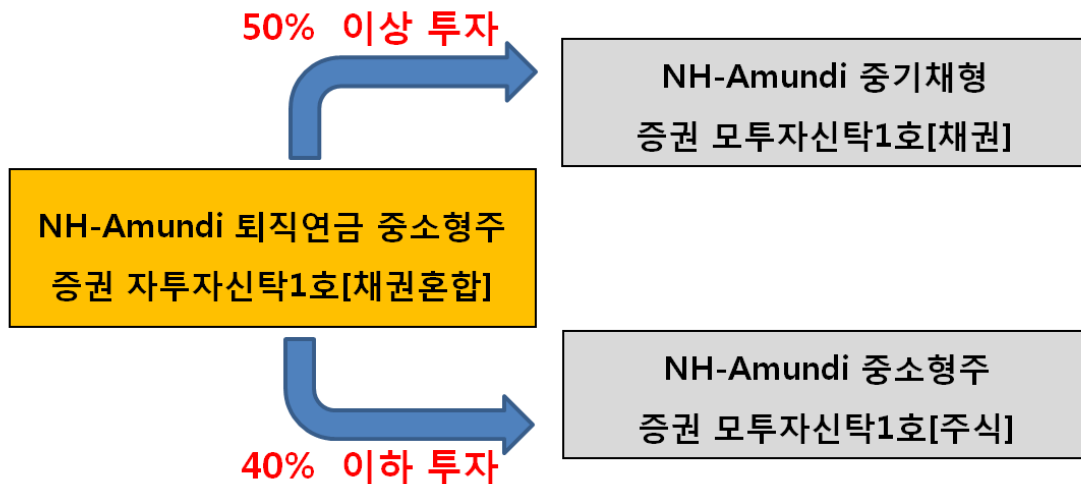 50% 이상 투자
NH-Amundi 중기채형
증권 모투자신탁1호[채권]
NH-Amundi 퇴직연금 중소형주
증권 자투자신탁1호[채권혼합]
NH-Amundi 중소형주
증권 모투자신탁1호[주식]
40% 이하 투자